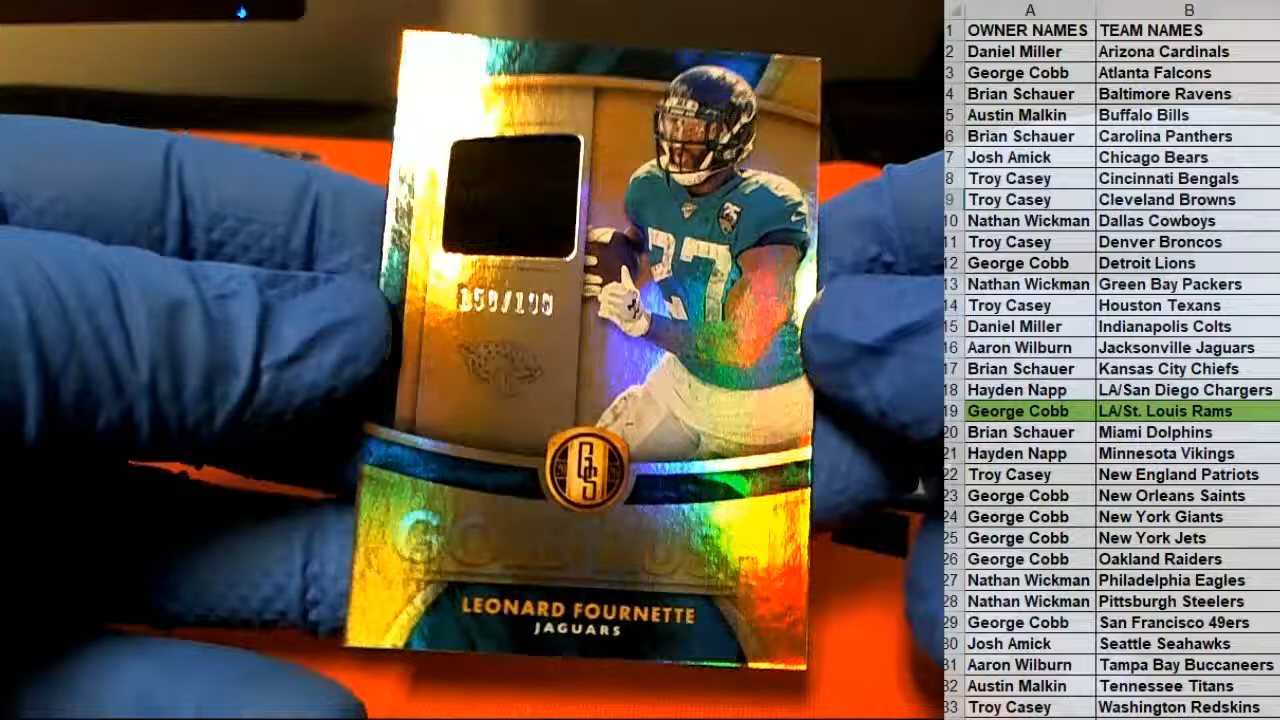 27
GS
LEONARD FOURNETTE
JAGUARS
A B
1 OWNER NAMES TEAM NAMES
2 Daniel Miller Arizona Cardinals
3 George Cobb Atlanta Falcons
4 Brian Schauer Baltimore Ravens
5 Austin Malkin Buffalo Bills
6 Brian Schauer Carolina Panthers
7 Josh Amick Chicago Bears
8 Troy Casey Cincinnati Bengals
9 Troy Casey Cleveland Browns
10 Nathan Wickman Dallas Cowboys
11 Troy Casey Denver Broncos
12 George Cobb Detroit Lions
13 Nathan Wickman Green Bay Packers
14 Troy Casey Houston Texans
15 Daniel Miller Indianapolis Colts
16 Aaron Wilburn Jacksonville Jaguars
17 Brian Schauer Kansas City Chiefs
18 Hayden Napp LA/San Diego Chargers
19 George Cobb LA/St. Louis Rams
20 Brian Schauer Miami Dolphins
21 Hayden Napp Minnesota Vikings
22 Troy Casey New England Patriots
23 George Cobb New Orleans Saints
24 George Cobb New York Giants
25 George Cobb New York Jets
26 George Cobb Oakland Raiders
27 Nathan Wickman Philadelphia Eagles
28 Nathan Wickman Pittsburgh Steelers
29 George Cobb San Francisco 49ers
30 Josh Amick Seattle Seahawks
31 Aaron Wilburn Tampa Bay Buccaneers
32 Austin Malkin Tennessee Titans
33 Troy Casey Washington Redskins